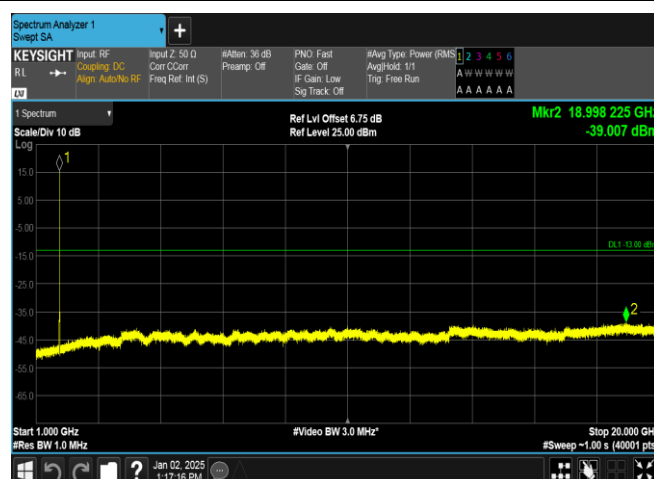 Spectrum Analyzer 1
Swept SA
KEYSIGHT Input: RF Input Z: 50 Ω #Atten: 36 dB PNO: Fast #Avg Type: Power (RMS 1 2 3 4 5 6
RL Coupling: DC Corr CCorr Preamp: Off Gate: Off Avg|Hold: 1/1 A W W W W W
Align: Auto/No RF Freq Ref: Int (S) IF Gain: Low Trig: Free Run
LXI Sig Track: Off A A A A A A
1 Spectrum Ref Lvl Offset 6.75 dB Mkr2 18.998 225 GHz
Scale/Div 10 dB Ref Level 25.00 dBm -39.007 dBm
Log
1
15.0
5.00
-5.00
DL1 -13.00 dBm
-15.0
-25.0
2
-35.0
-45.0
-55.0
-65.0
Start 1.000 GHz #Video BW 3.0 MHz* Stop 20.000 GH
#Res BW 1.0 MHz #Sweep ~1.00 s (40001 pts
? Jan 02, 2025
1:17:16 PM